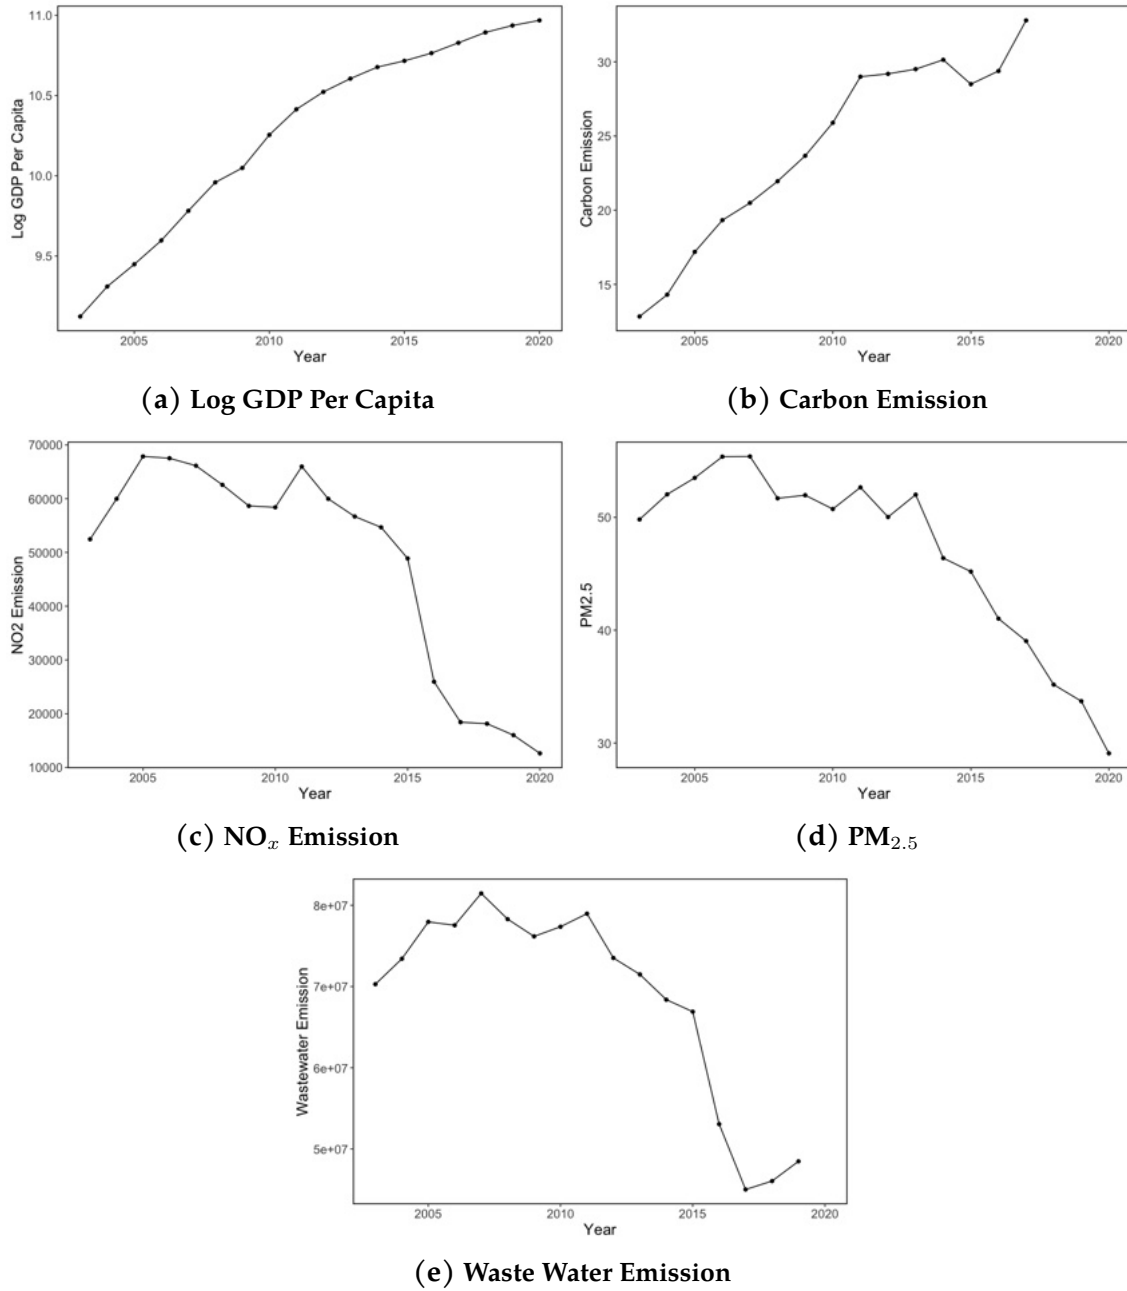 11.0
10.5
10.0
9.5
Log GDP Per Capita
2005 2010 2015 2020
Year
(a) Log GDP Per Capita
30
25
20
15
Carbon Emission
2005 2010 2015 2020
Year
(b) Carbon Emission
70000
60000
50000
40000
30000
20000
10000
NO2 Emission
2005 2010 2015 2020
Year
(c) NOx Emission
50
40
30
PM2.5
2005 2010 2015 2020
Year
(d) PM2.5
8e+07
7e+07
6e+07
5e+07
Wastewater Emission
2005 2010 2015 2020
Year
(e) Waste Water Emission